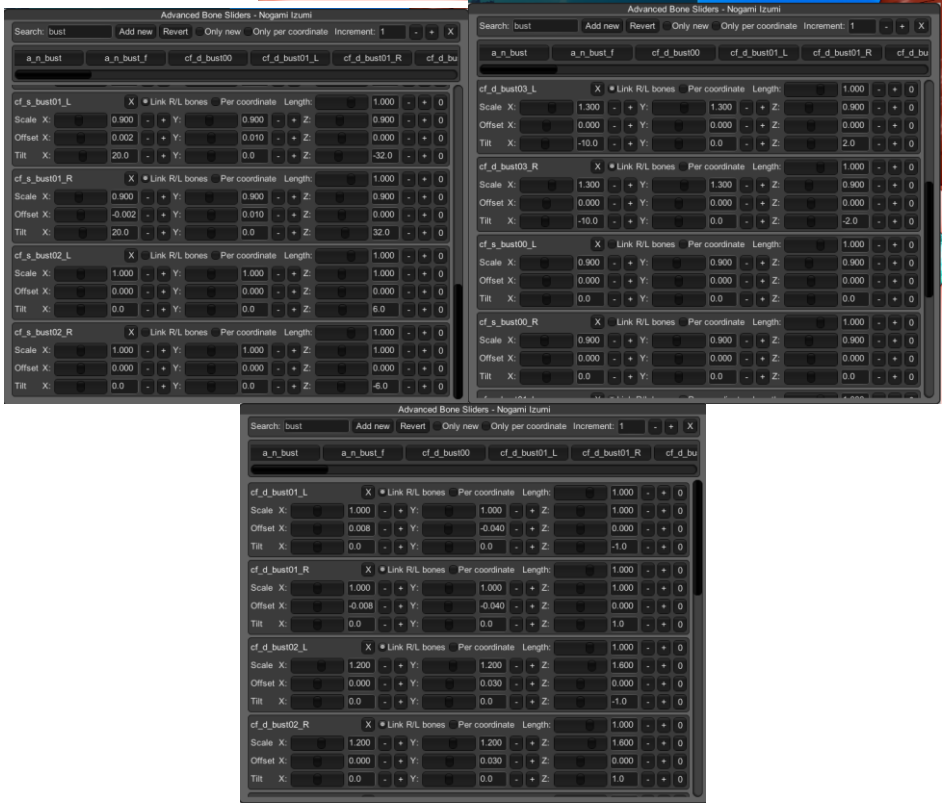 Advanced Bone Sliders - Nogami Izumi
Search: bust Add new Revert Only new Only per coordinate Increment: 1 - + X
a_n_bust a_n_bust_f cf_d_bust00 cf_d_bust01_L cf_d_bust01_R cf_d_bu
cf_s_bust01_L X Link R/L bones Per coordinate Length: 1.000 - + 0
Scale X: 0.900 - + Y: 0.900 - + Z: 0.900 - + 0
Offset X: 0.002 - + Y: 0.010 - + Z: 0.000 - + 0
Tilt X: 20.0 - + Y: 0.0 - + Z: -32.0 - + 0
cf_s_bust01_R X Link R/L bones Per coordinate Length: 1.000 - + 0
Scale X: 0.900 - + Y: 0.900 - + Z: 0.900 - + 0
Offset X: -0.002 - + Y: 0.010 - + Z: 0.000 - + 0
Tilt X: 20.0 - + Y: 0.0 - + Z: 32.0 - + 0
cf_s_bust02_L X Link R/L bones Per coordinate Length: 1.000 - + 0
Scale X: 1.000 - + Y: 1.000 - + Z: 1.000 - + 0
Offset X: 0.000 - + Y: 0.000 - + Z: 0.000 - + 0
Tilt X: 0.0 - + Y: 0.0 - + Z: 6.0 - + 0
cf_s_bust02_R X Link R/L bones Per coordinate Length: 1.000 - + 0
Scale X: 1.000 - + Y: 1.000 - + Z: 1.000 - + 0
Offset X: 0.000 - + Y: 0.000 - + Z: 0.000 - + 0
Tilt X: 0.0 - + Y: 0.0 - + Z: -6.0 - + 0
Advanced Bone Sliders - Nogami Izumi
Search: bust Add new Revert Only new Only per coordinate Increment: 1 - + X
a_n_bust a_n_bust_f cf_d_bust00 cf_d_bust01_L cf_d_bust01_R cf_d_bu
cf_d_bust03_L X Link R/L bones Per coordinate Length: 1.000 - + 0
Scale X: 1.300 - + Y: 1.300 - + Z: 0.900 - + 0
Offset X: 0.000 - + Y: 0.000 - + Z: 0.000 - + 0
Tilt X: -10.0 - + Y: 0.0 - + Z: 2.0 - + 0
cf_d_bust03_R X Link R/L bones Per coordinate Length: 1.000 - + 0
Scale X: 1.300 - + Y: 1.300 - + Z: 0.900 - + 0
Offset X: 0.000 - + Y: 0.000 - + Z: 0.000 - + 0
Tilt X: -10.0 - + Y: 0.0 - + Z: -2.0 - + 0
cf_s_bust00_L X Link R/L bones Per coordinate Length: 1.000 - + 0
Scale X: 0.900 - + Y: 0.900 - + Z: 0.900 - + 0
Offset X: 0.000 - + Y: 0.000 - + Z: 0.000 - + 0
Tilt X: 0.0 - + Y: 0.0 - + Z: 0.0 - + 0
cf_s_bust00_R X Link R/L bones Per coordinate Length: 1.000 - + 0
Scale X: 0.900 - + Y: 0.900 - + Z: 0.900 - + 0
Offset X: 0.000 - + Y: 0.000 - + Z: 0.000 - + 0
Tilt X: 0.0 - + Y: 0.0 - + Z: 0.0 - + 0
Advanced Bone Sliders - Nogami Izumi
Search: bust Add new Revert Only new Only per coordinate Increment: 1 - + X
a_n_bust a_n_bust_f cf_d_bust00 cf_d_bust01_L cf_d_bust01_R cf_d_bu
cf_d_bust01_L X Link R/L bones Per coordinate Length: 1.000 - + 0
Scale X: 1.000 - + Y: 1.000 - + Z: 1.000 - + 0
Offset X: 0.008 - + Y: -0.040 - + Z: 0.000 - + 0
Tilt X: 0.0 - + Y: 0.0 - + Z: -1.0 - + 0
cf_d_bust01_R X Link R/L bones Per coordinate Length: 1.000 - + 0
Scale X: 1.000 - + Y: 1.000 - + Z: 1.000 - + 0
Offset X: -0.008 - + Y: -0.040 - + Z: 0.000 - + 0
Tilt X: 0.0 - + Y: 0.0 - + Z: 1.0 - + 0
cf_d_bust02_L X Link R/L bones Per coordinate Length: 1.000 - + 0
Scale X: 1.200 - + Y: 1.200 - + Z: 1.600 - + 0
Offset X: 0.000 - + Y: 0.030 - + Z: 0.000 - + 0
Tilt X: 0.0 - + Y: 0.0 - + Z: -1.0 - + 0
cf_d_bust02_R X Link R/L bones Per coordinate Length: 1.000 - + 0
Scale X: 1.200 - + Y: 1.200 - + Z: 1.600 - + 0
Offset X: 0.000 - + Y: 0.030 - + Z: 0.000 - + 0
Tilt X: 0.0 - + Y: 0.0 - + Z: 1.0 - + 0